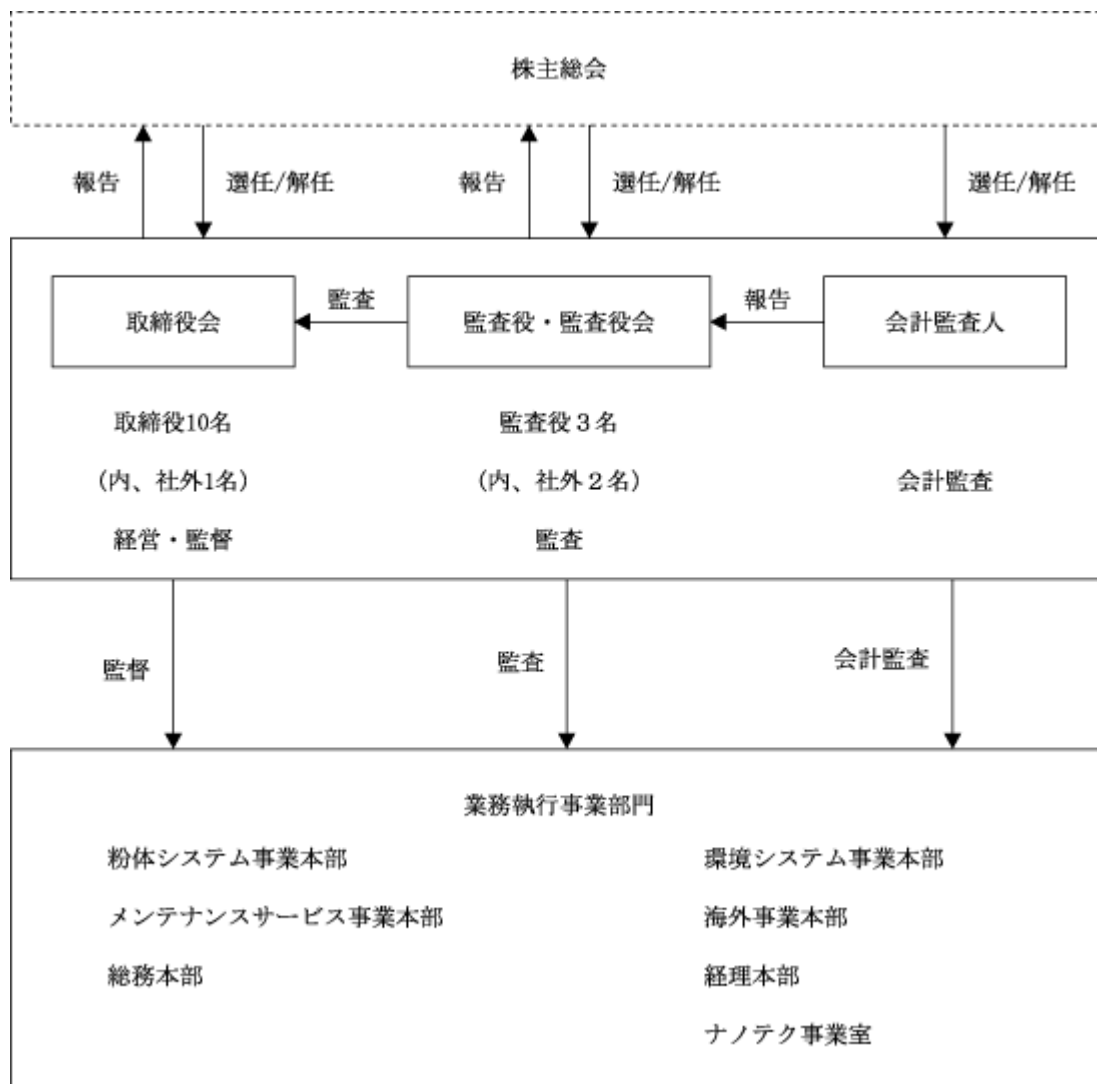 株主総会
報告
選任/解任
報告
選任/解任
選任/解任
取締役会
監査
監査役・監査役会
報告
会計監査人
取締役10名
監査役３名
(内、社外1名)
(内、社外２名)
会計監査
経営・監督
監査
監督
監査
会計監査
業務執行事業部門
粉体システム事業本部
環境システム事業本部
メンテナンスサービス事業本部
海外事業本部
総務本部
経理本部
ナノテク事業室